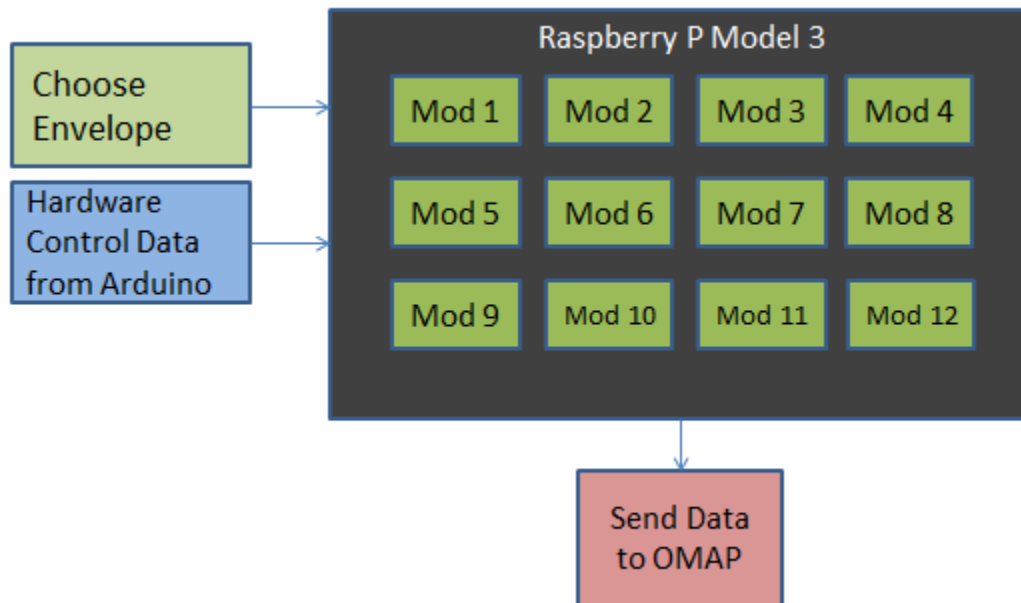 Raspberry P Model 3
Choose
Envelope
Hardware
Control Data
from Arduino
Mod 1
Mod 2
Mod 3
Mod 4
Mod 5
Mod 6
Mod 7
Mod 8
Mod 9
Mod 10
Mod 11
Mod 12
Send Data
to OMAP